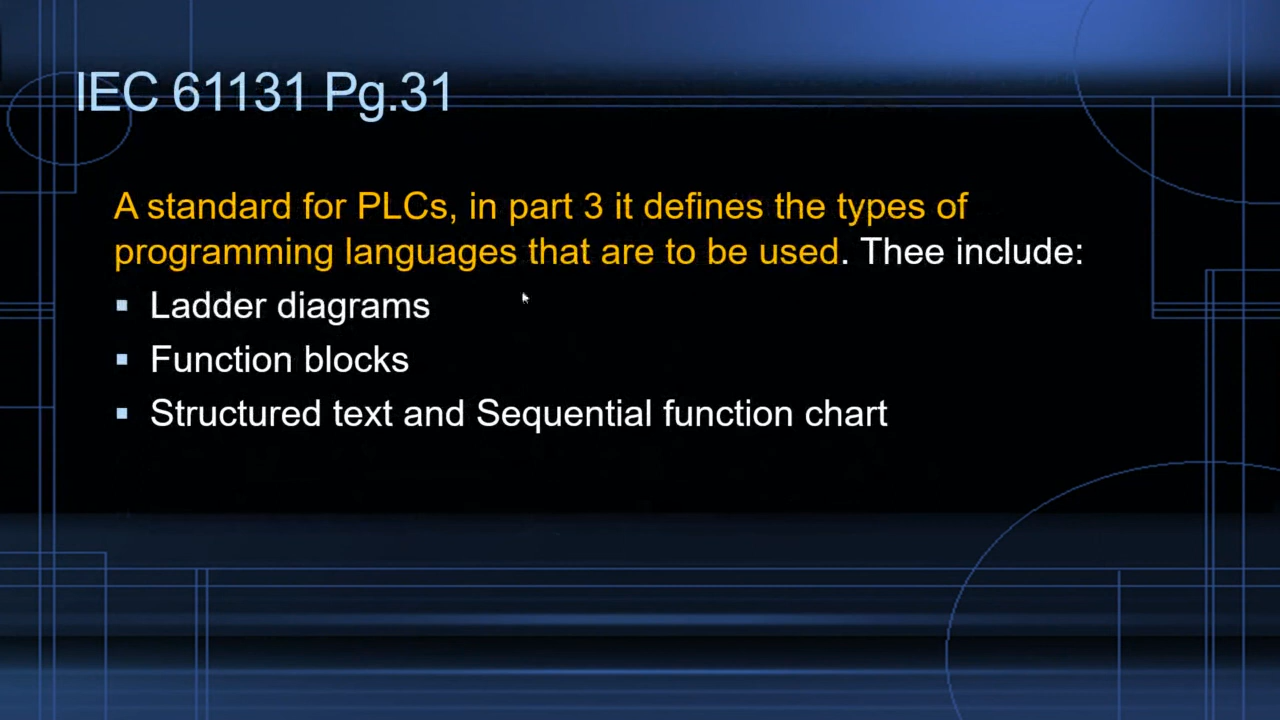 IEC 61131 Pg.31
A standard for PLCs, in part 3 it defines the types of
programming languages that are to be used. Thee include:
▪ Ladder diagrams
▪ Function blocks
▪ Structured text and Sequential function chart